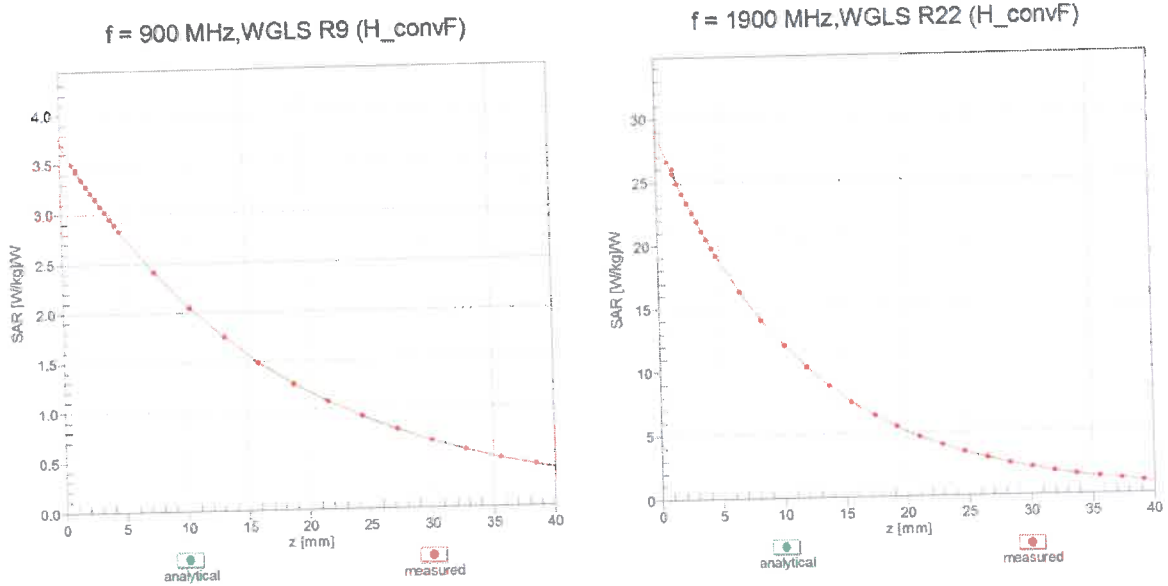 f = 900 MHz,WGLS R9 (H_convF)
4.0
3.5
3.0
2.5
2.0
1.5
1.0
0.5
0.0
SAR [W/kg]/W
0 5 10 15 20 25 30 35 40
z [mm]
analytical measured
f = 1900 MHz,WGLS R22 (H_convF)
30
25
20
15
10
5
0
SAR [W/kg]/W
0 5 10 15 20 25 30 35 40
z [mm]
analytical measured